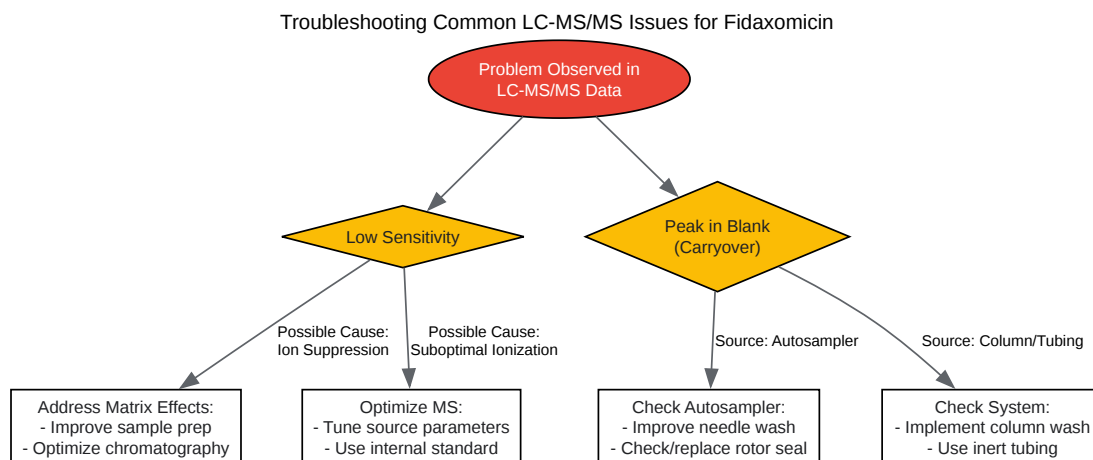 Troubleshooting Common LC-MS/MS Issues for Fidaxomicin
Problem Observed in
LC-MS/MS Data
Low Sensitivity
Peak in Blank
(Carryover)
Possible Cause:
Ion Suppression
Possible Cause:
Suboptimal Ionization
Source: Autosampler
Source: Column/Tubing
Address Matrix Effects:
- Improve sample prep
- Optimize chromatography
Optimize MS:
- Tune source parameters
- Use internal standard
Check Autosampler:
- Improve needle wash
- Check/replace rotor seal
Check System:
- Implement column wash
- Use inert tubing